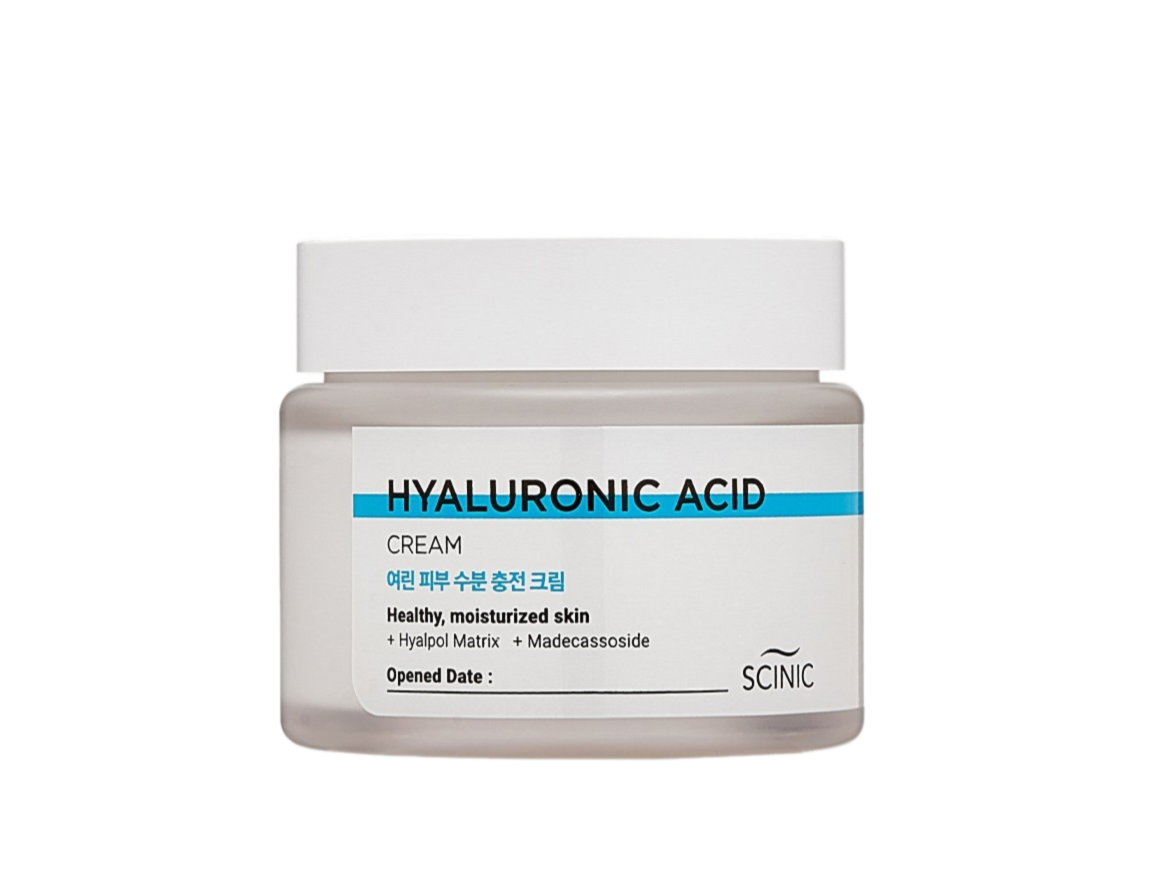 HYALURONIC ACID
CREAM
여린 피부 수분 충전 크림
Healthy, moisturized skin
+ Hyalpol Matrix + Madecassoside
Opened Date :
SCINIC